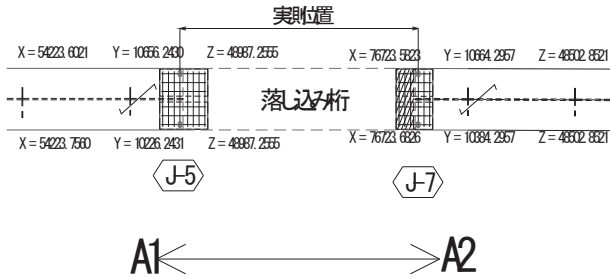 実測位置
X = 54223.6021 Y = 10656.2430 Z = 48987.2555 X = 76723.5823 Y = 10664.2957 Z = 48502.8521
落し込み桁
X = 54223.7560 Y = 10226.2431 Z = 48987.2555 X = 76723.6826 Y = 10384.2957 Z = 48502.8521
J-5 J-7
A1 A2